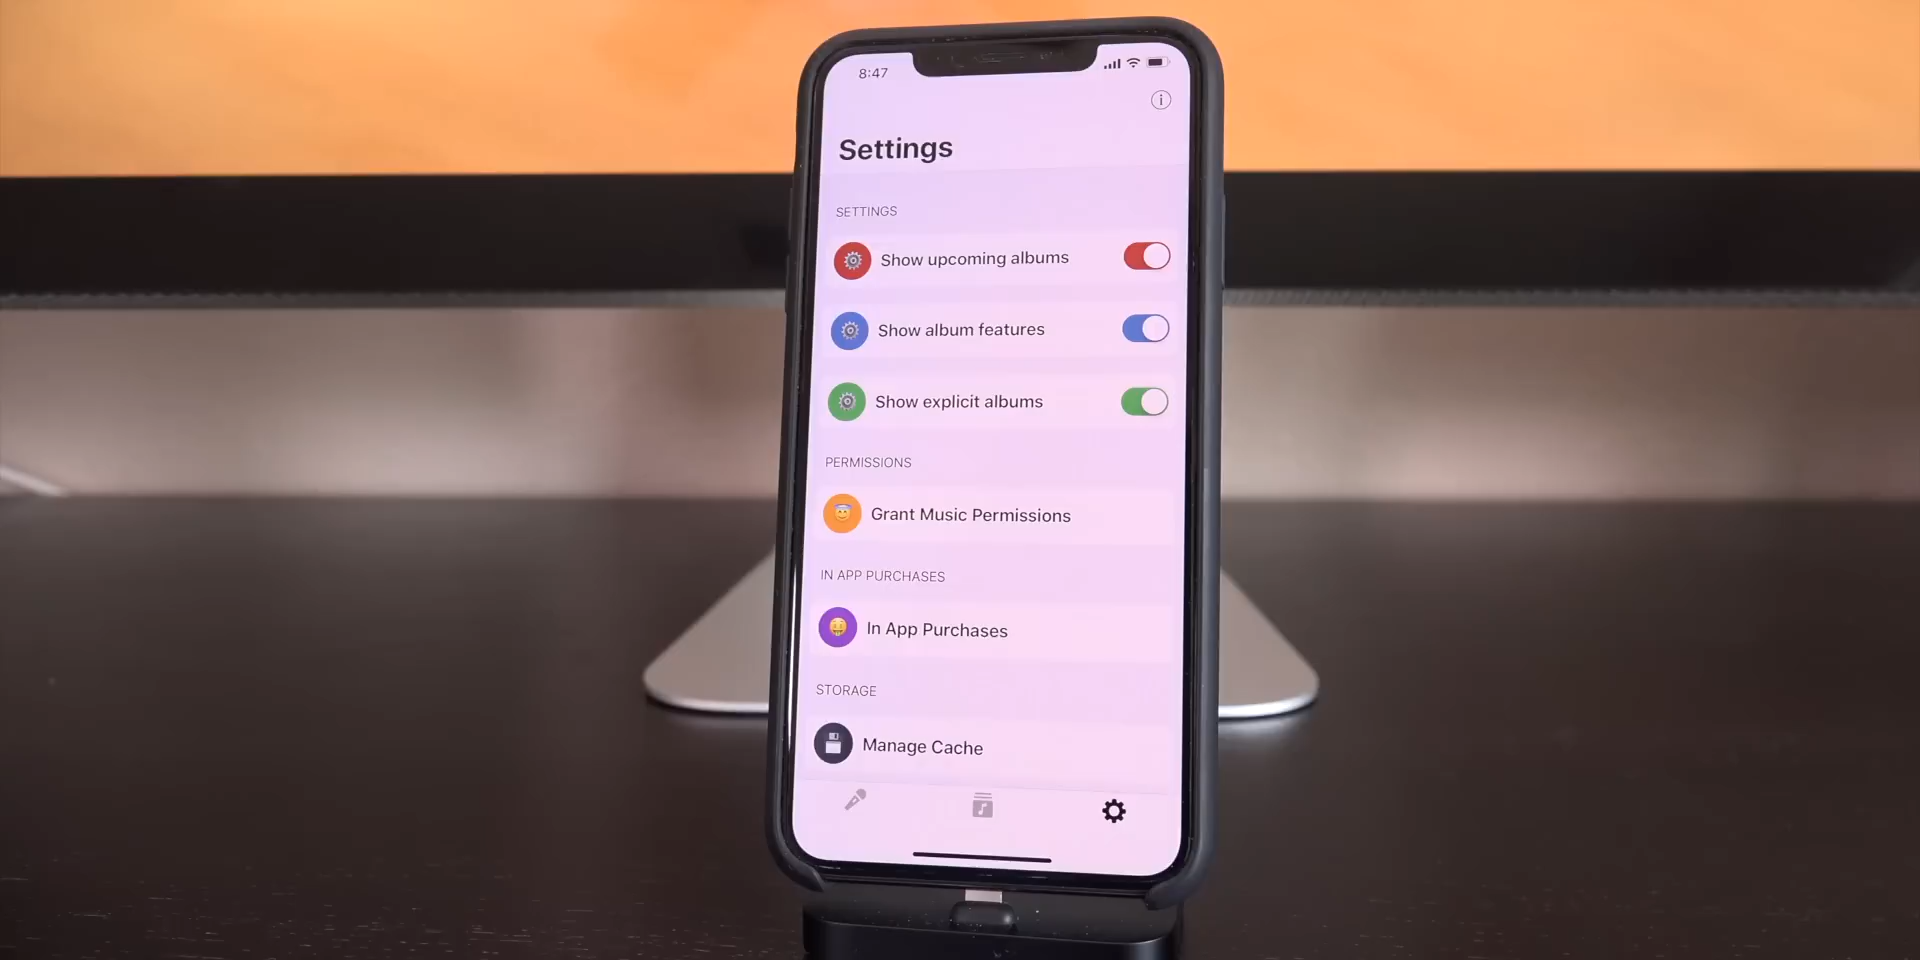 8:47
Settings
SETTINGS
Show upcoming albums
Show album features
Show explicit albums
PERMISSIONS
Grant Music Permissions
IN APP PURCHASES
In App Purchases
STORAGE
Manage Cache